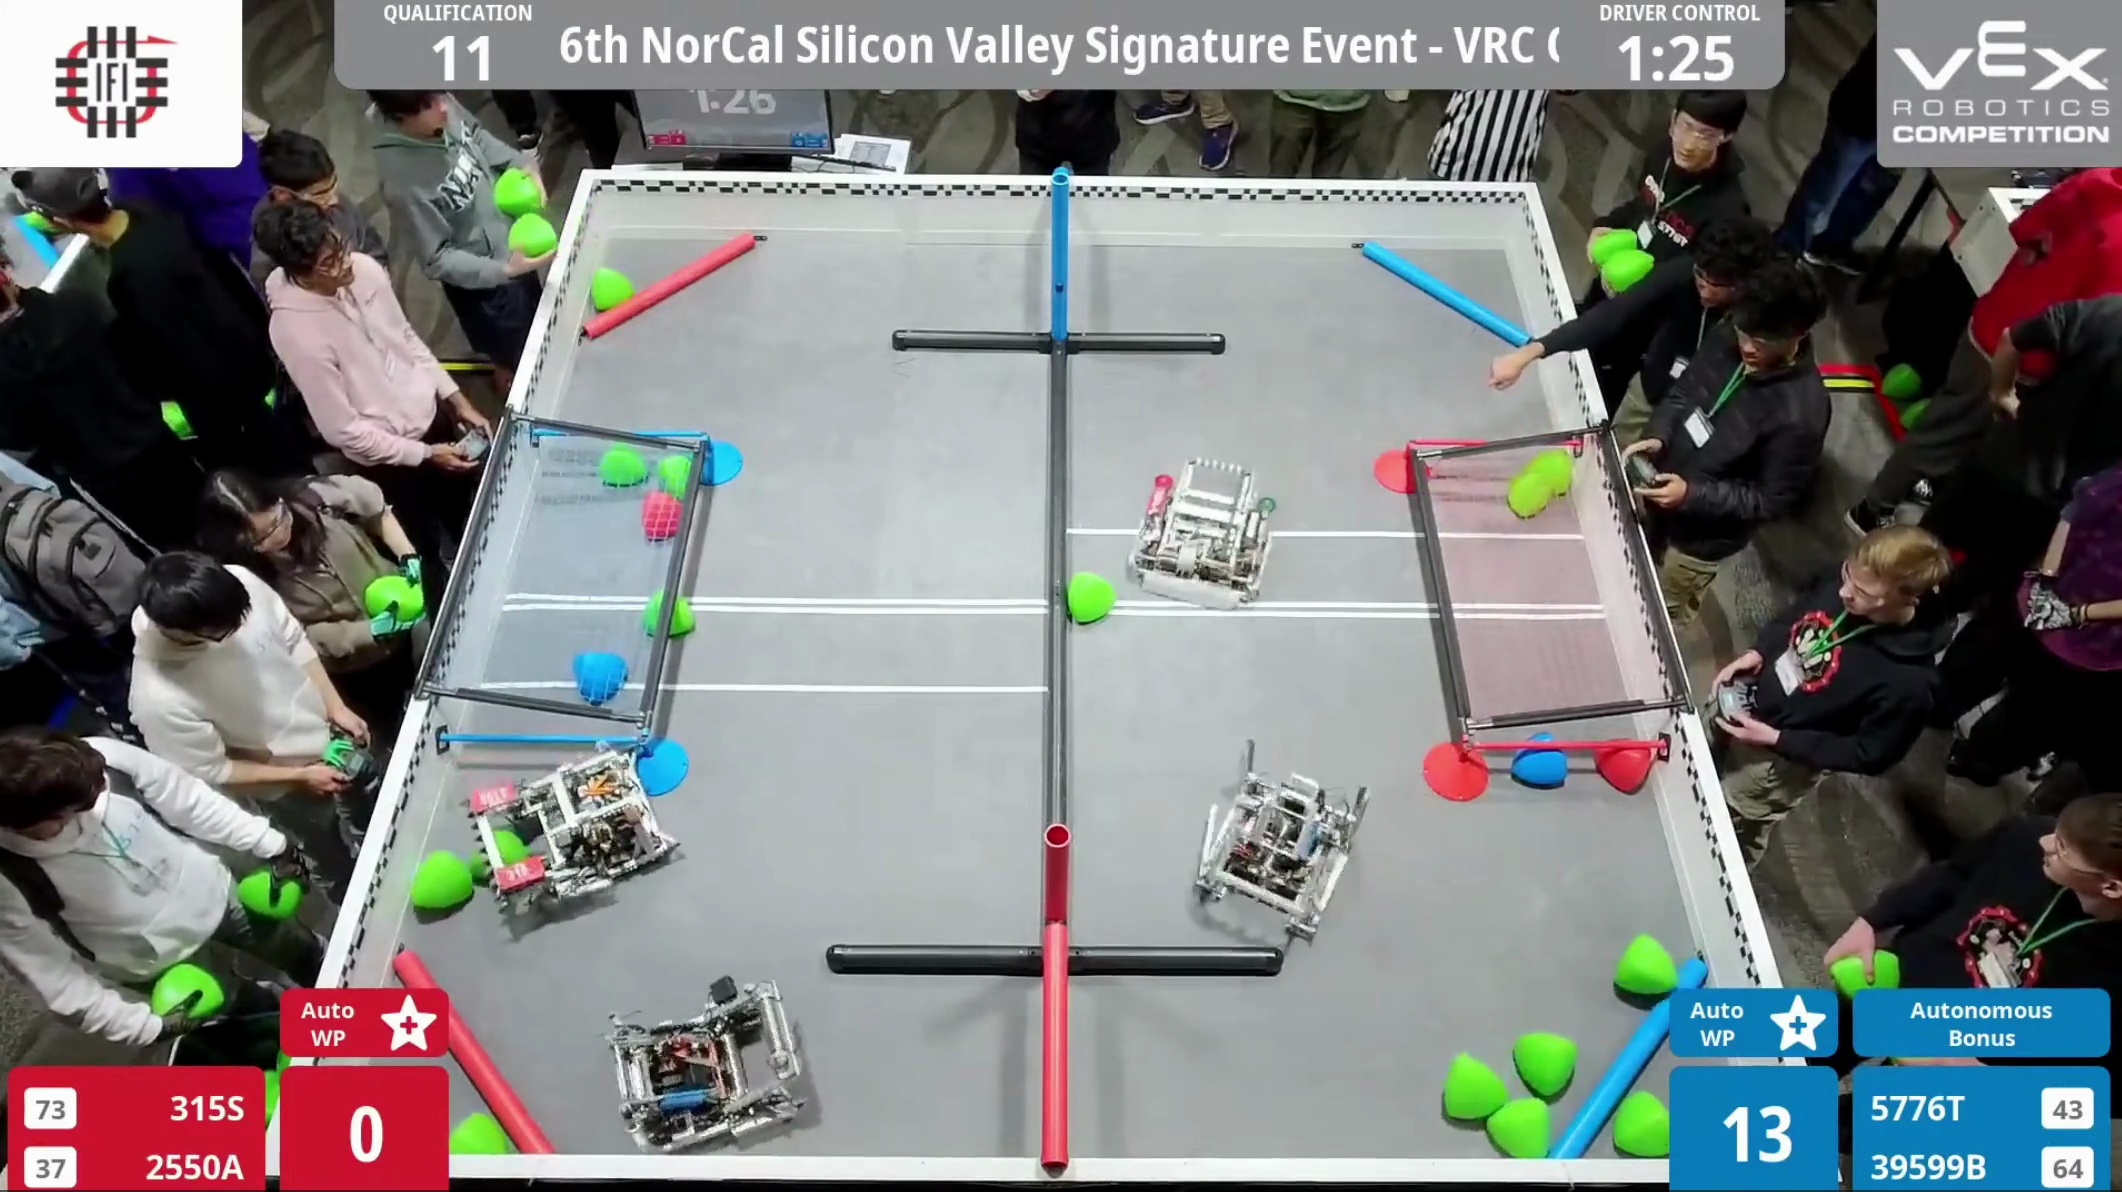 QUALIFICATION
11
6th NorCal Silicon Valley Signature Event - VRC
DRIVER CONTROL
1:25
IFI
VEX
ROBOTICS
COMPETITION
1:26
5776T
Auto
WP
Auto
WP
Autonomous
Bonus
73
315S
37
2550A
0
13
5776T
43
39599B
64